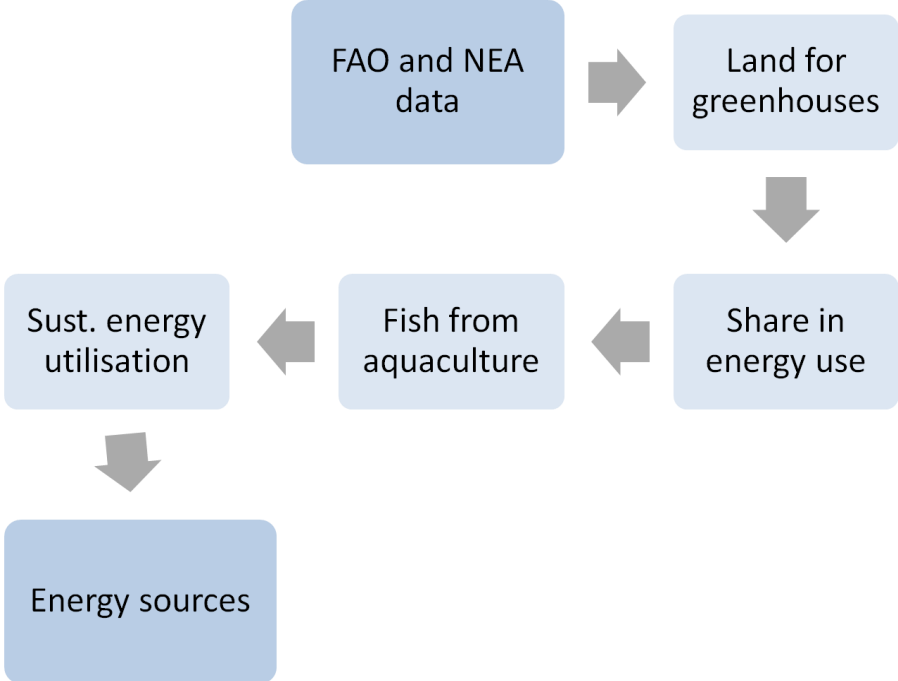 FAO and NEA
data
Land for
greenhouses
Share in
energy use
Fish from
aquaculture
Sust. energy
utilisation
Energy sources